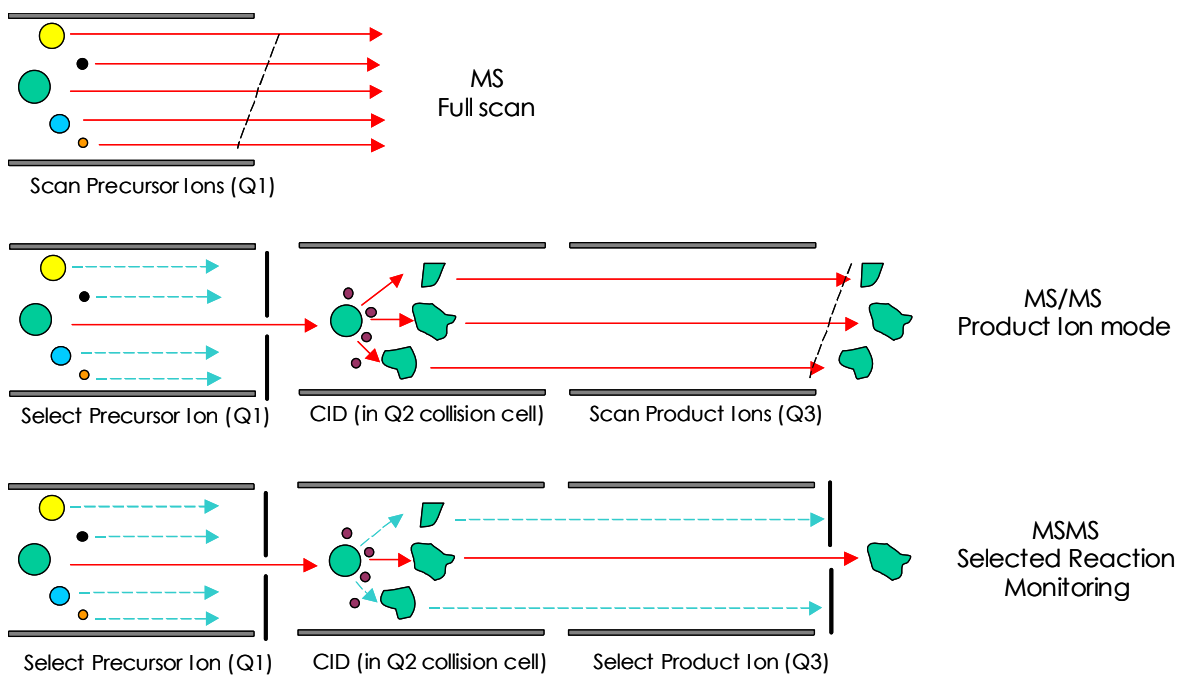 MS
Full scan
Scan Precursor Ions (Q1)
MS/MS
Product Ion mode
Select Precursor Ion (Q1)
CID (in Q2 collision cell)
Scan Product Ions (Q3)
MSMS
Selected Reaction
Monitoring
Select Precursor Ion (Q1)
CID (in Q2 collision cell)
Select Product Ion (Q3)